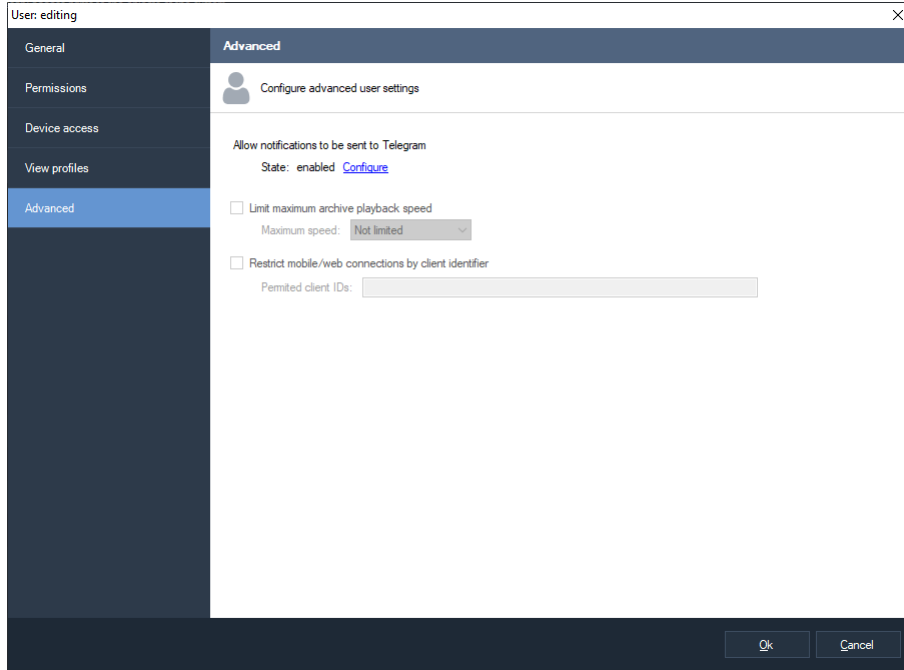 User: editing
General
Permissions
Device access
View profiles
Advanced
Advanced
Configure advanced user settings
Allow notifications to be sent to Telegram
State: enabled Configure
Limit maximum archive playback speed
Maximum speed: Not limited
Restrict mobile/web connections by client identifier
Permited client IDs:
Ok Cancel